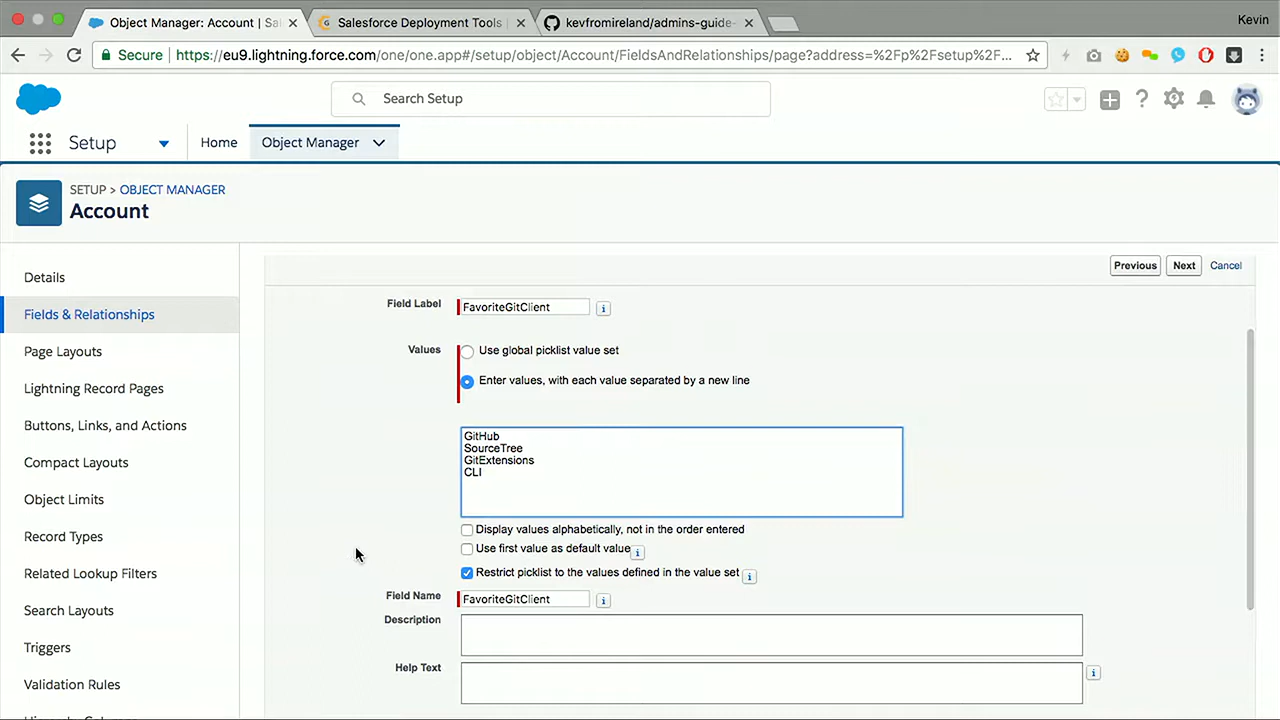 Object Manager: Account | Sal
Salesforce Deployment Tools |
kevfromireland/admins-guide-
Kevin
Secure
https://eu9.lightning.force.com/one/one.app#/setup/object/Account/FieldsAndRelationships/page?address=%2Fp%2Fsetup%2F...
Search Setup
Setup
Home
Object Manager
SETUP > OBJECT MANAGER
Account
Details
Fields & Relationships
Page Layouts
Lightning Record Pages
Buttons, Links, and Actions
Compact Layouts
Object Limits
Record Types
Related Lookup Filters
Search Layouts
Triggers
Validation Rules
Previous
Next
Cancel
Field Label
FavoriteGitClient
Values
Use global picklist value set
Enter values, with each value separated by a new line
GitHub
SourceTree
GitExtensions
CLI
Display values alphabetically, not in the order entered
Use first value as default value
Restrict picklist to the values defined in the value set
Field Name
FavoriteGitClient
Description
Help Text